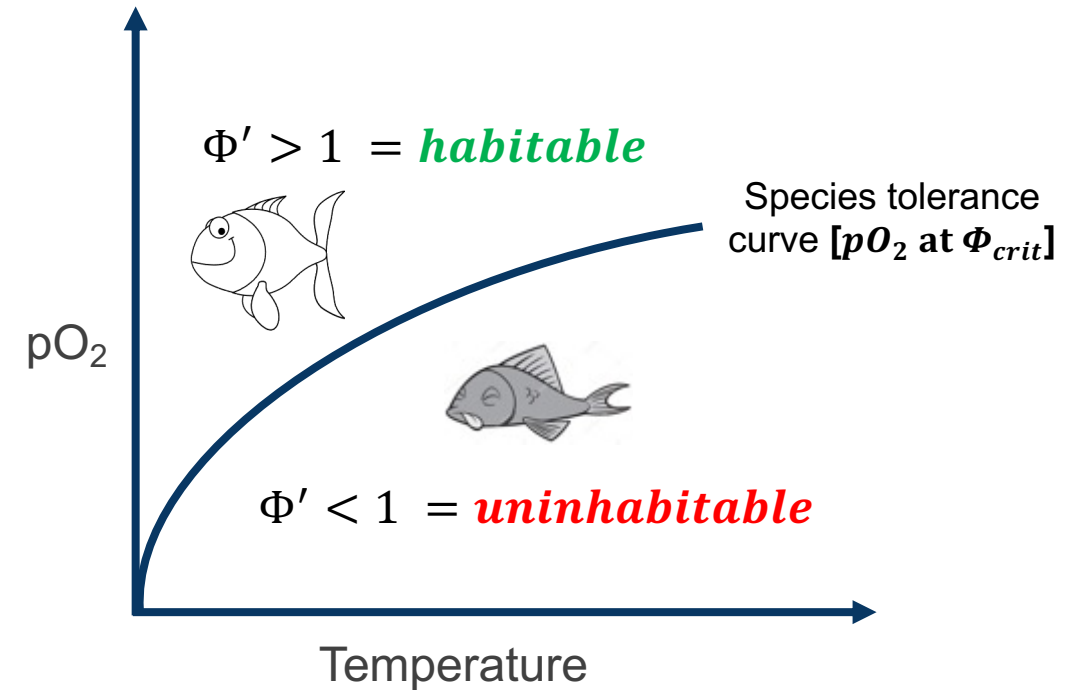 Φ′ > 1 = habitable
Species tolerance
curve [pO₂ at Φcrit]
pO₂
Φ′ < 1 = uninhabitable
Temperature